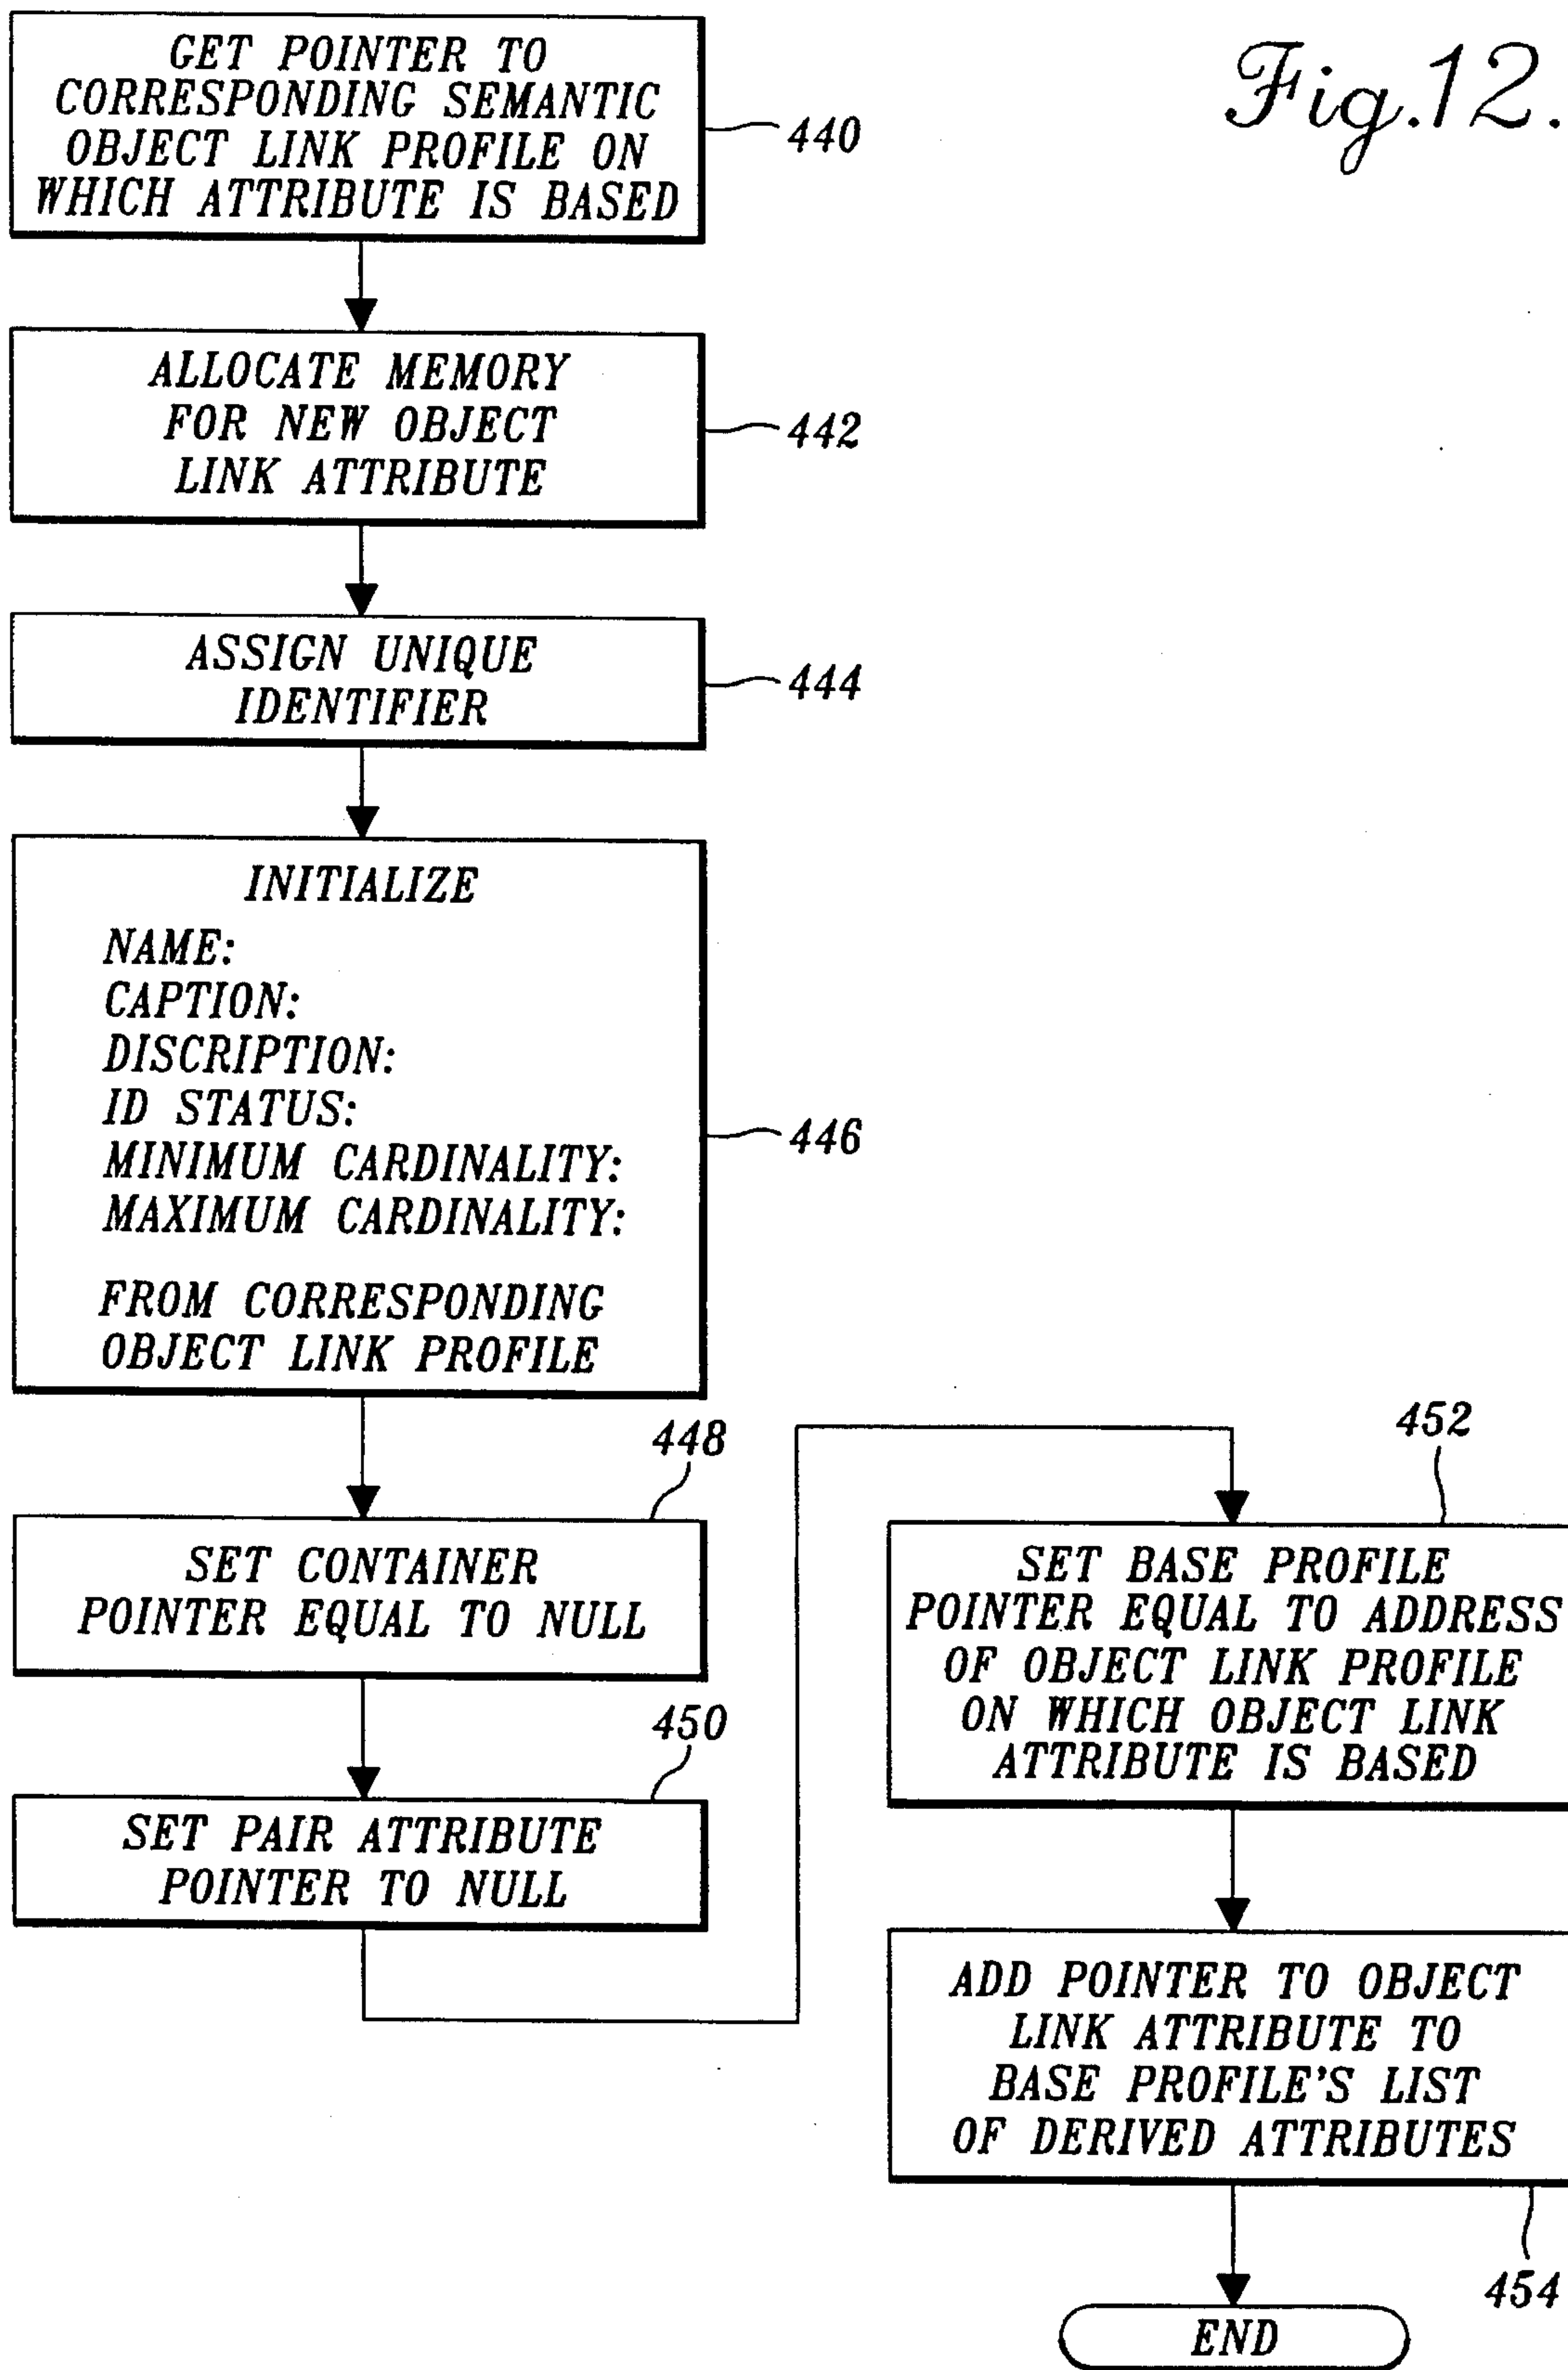 Fig.12.
GET POINTER TO
CORRESPONDING SEMANTIC
OBJECT LINK PROFILE ON
WHICH ATTRIBUTE IS BASED
440
ALLOCATE MEMORY
FOR NEW OBJECT
LINK ATTRIBUTE
442
ASSIGN UNIQUE
IDENTIFIER
444
INITIALIZE
NAME:
CAPTION:
DISCRIPTION:
ID STATUS:
MINIMUM CARDINALITY:
MAXIMUM CARDINALITY:
FROM CORRESPONDING
OBJECT LINK PROFILE
446
448
SET CONTAINER
POINTER EQUAL TO NULL
450
SET PAIR ATTRIBUTE
POINTER TO NULL
452
SET BASE PROFILE
POINTER EQUAL TO ADDRESS
OF OBJECT LINK PROFILE
ON WHICH OBJECT LINK
ATTRIBUTE IS BASED
ADD POINTER TO OBJECT
LINK ATTRIBUTE TO
BASE PROFILE'S LIST
OF DERIVED ATTRIBUTES
454
END